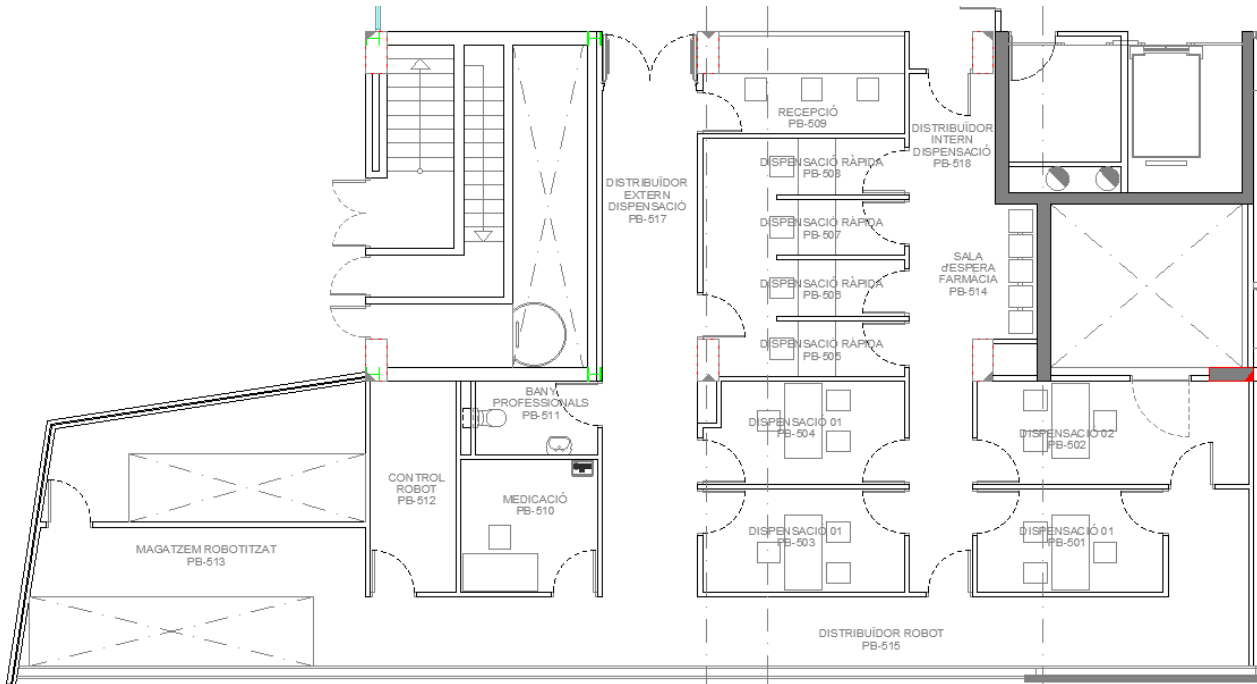 RECEPCIÓ
PB-509
DISTRIBUÏDOR
INTERN
DISPENSACIÓ
PB-518
DISPENSACIÓ RÀPIDA
PB-508
DISTRIBUÏDOR
EXTERN
DISPENSACIÓ
PB-517
DISPENSACIÓ RÀPIDA
PB-507
SALA
d'ESPERA
FARMÀCIA
PB-514
DISPENSACIÓ RÀPIDA
PB-506
DISPENSACIÓ RÀPIDA
PB-505
BANY
PROFESSIONALS
PB-511
DISPENSACIÓ 01
PB-504
DISPENSACIÓ 02
PB-502
CONTROL
ROBOT
PB-512
MEDICACIÓ
PB-510
DISPENSACIÓ 01
PB-503
DISPENSACIÓ 01
PB-501
MAGATZEM ROBOTITZAT
PB-513
DISTRIBUÏDOR ROBOT
PB-515